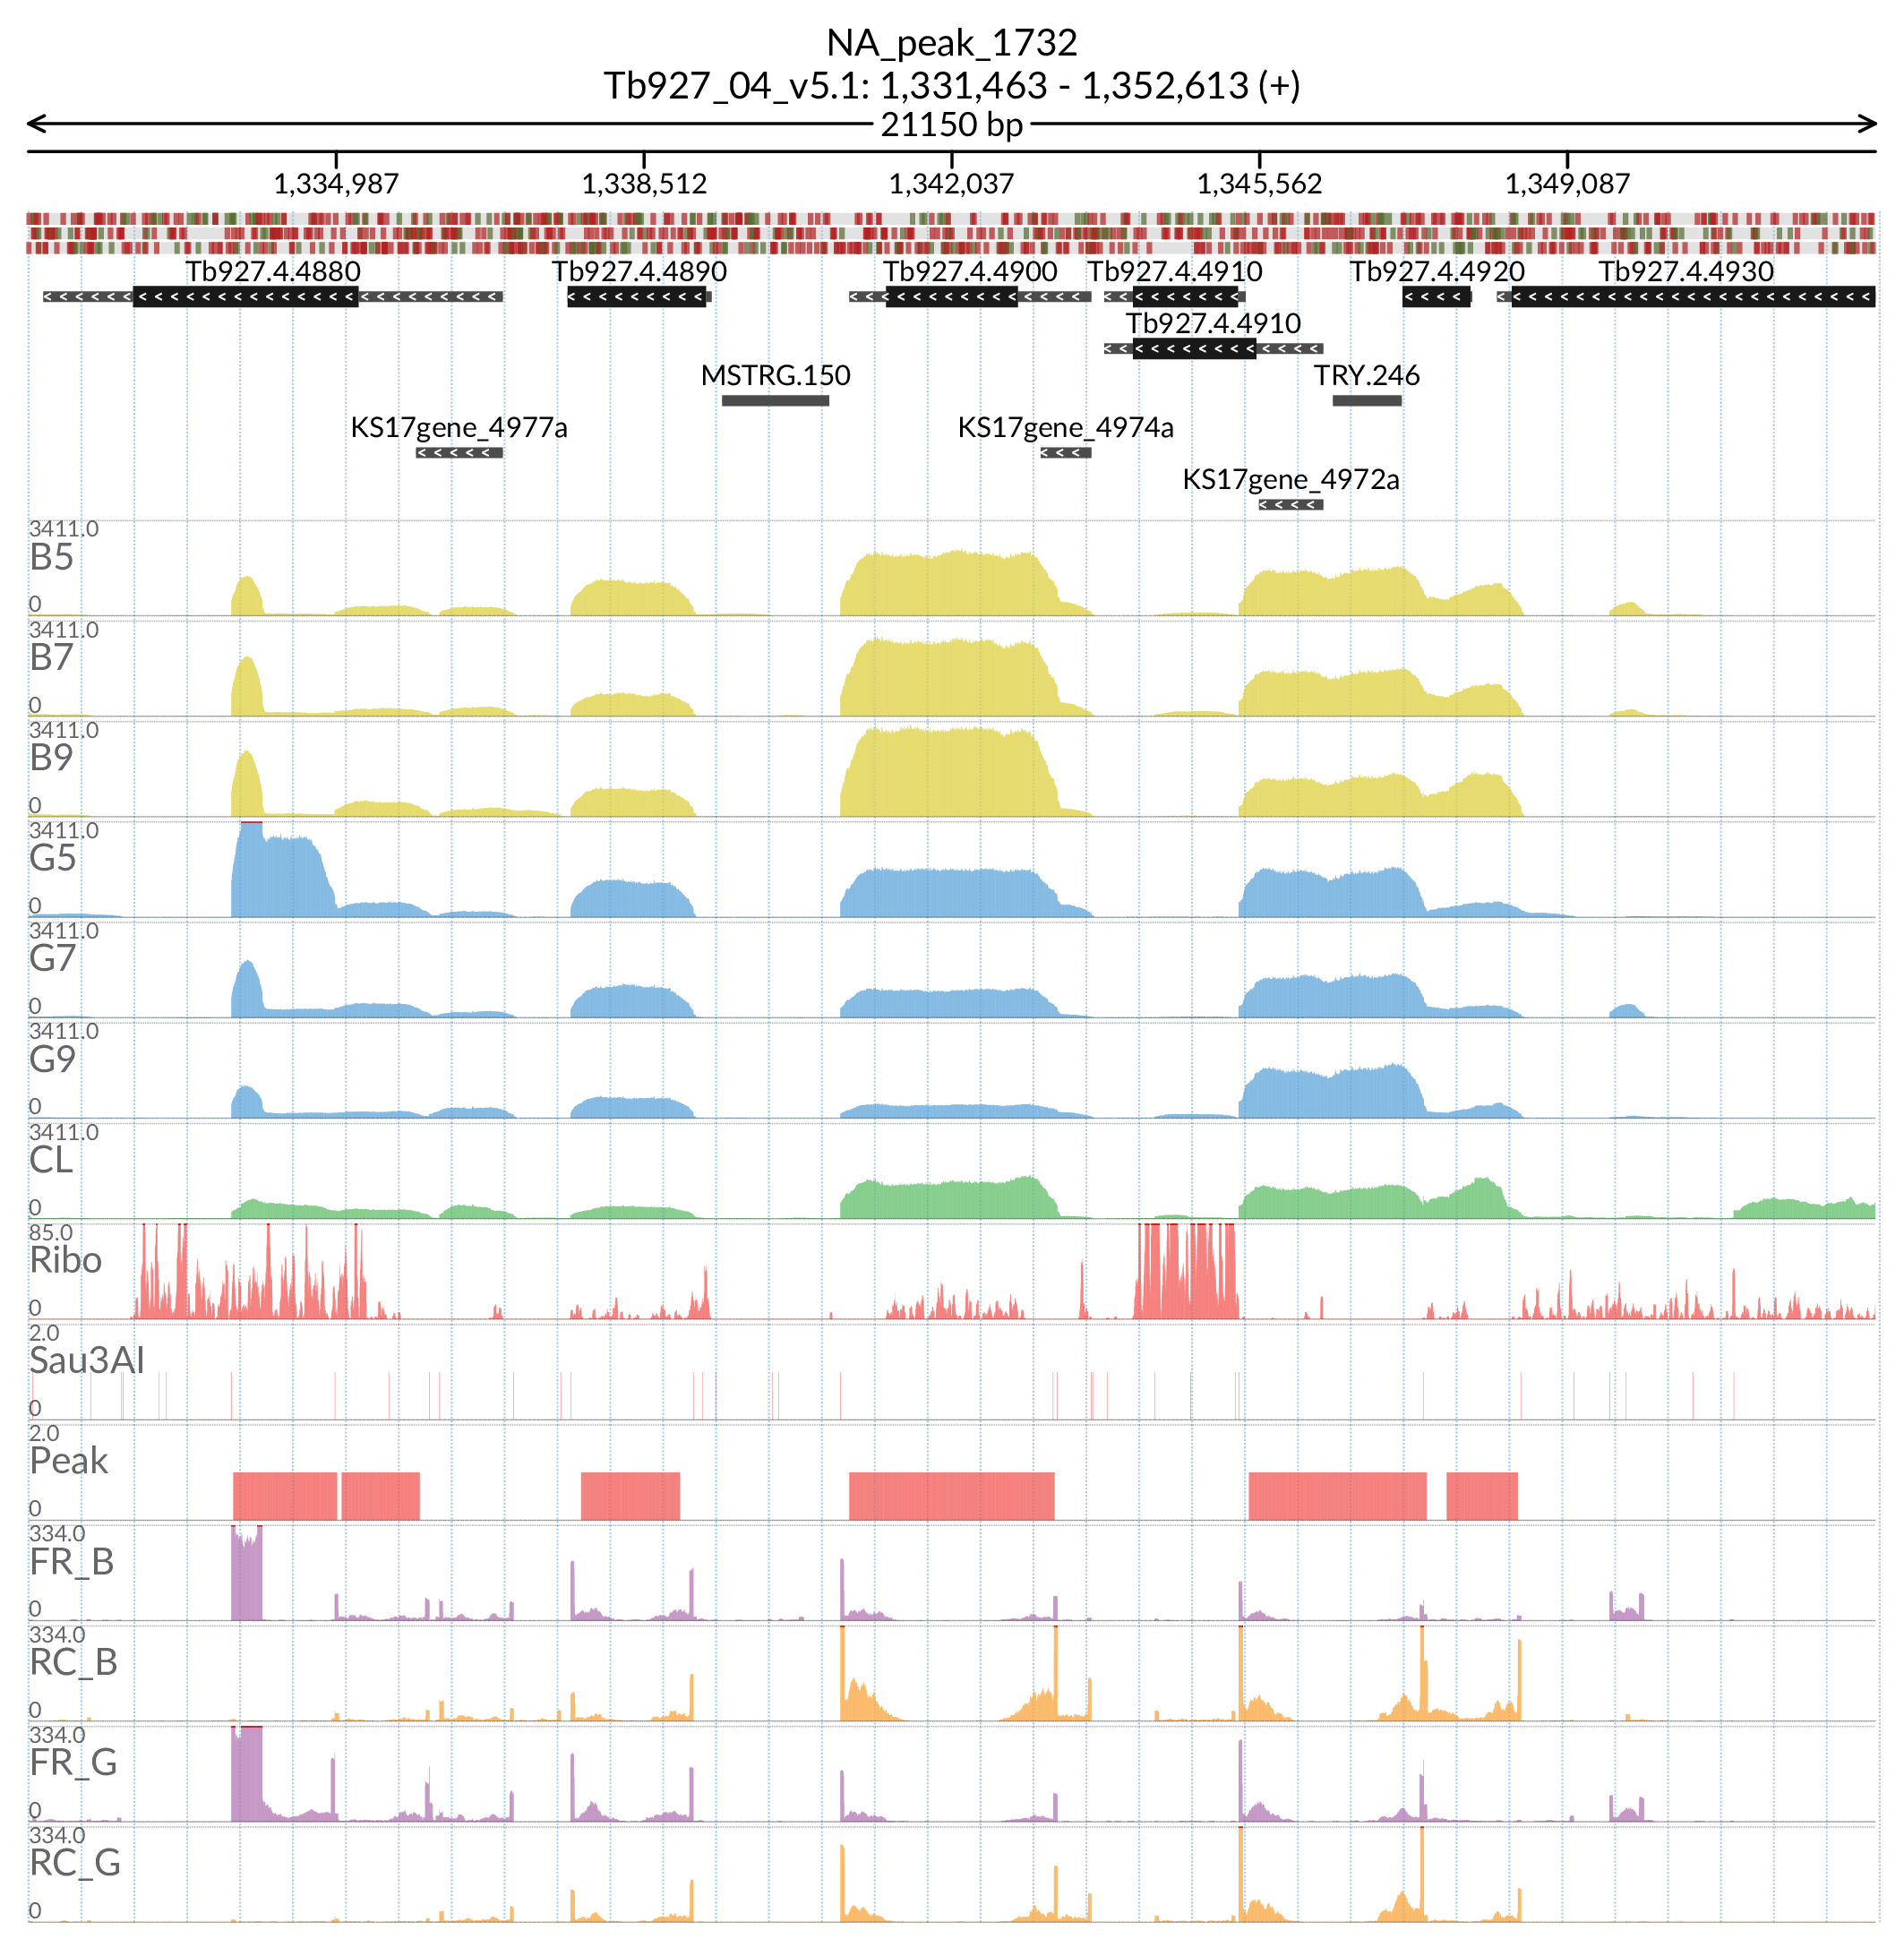 NA_peak_1732
Tb927_04_v5.1: 1,331,463 - 1,352,613 (+)
21150 bp
1,334,987 1,338,512 1,342,037 1,345,562 1,349,087
Tb927.4.4880 Tb927.4.4890 Tb927.4.4900 Tb927.4.4910 Tb927.4.4920 Tb927.4.4930
Tb927.4.4910
MSTRG.150 TRY.246
KS17gene_4977a KS17gene_4974a
KS17gene_4972a
3411.0
B5
0
3411.0
B7
0
3411.0
B9
0
3411.0
G5
0
3411.0
G7
0
3411.0
G9
0
3411.0
CL
0
85.0
Ribo
0
2.0
Sau3AI
0
2.0
Peak
0
334.0
FR_B
0
334.0
RC_B
0
334.0
FR_G
0
334.0
RC_G
0